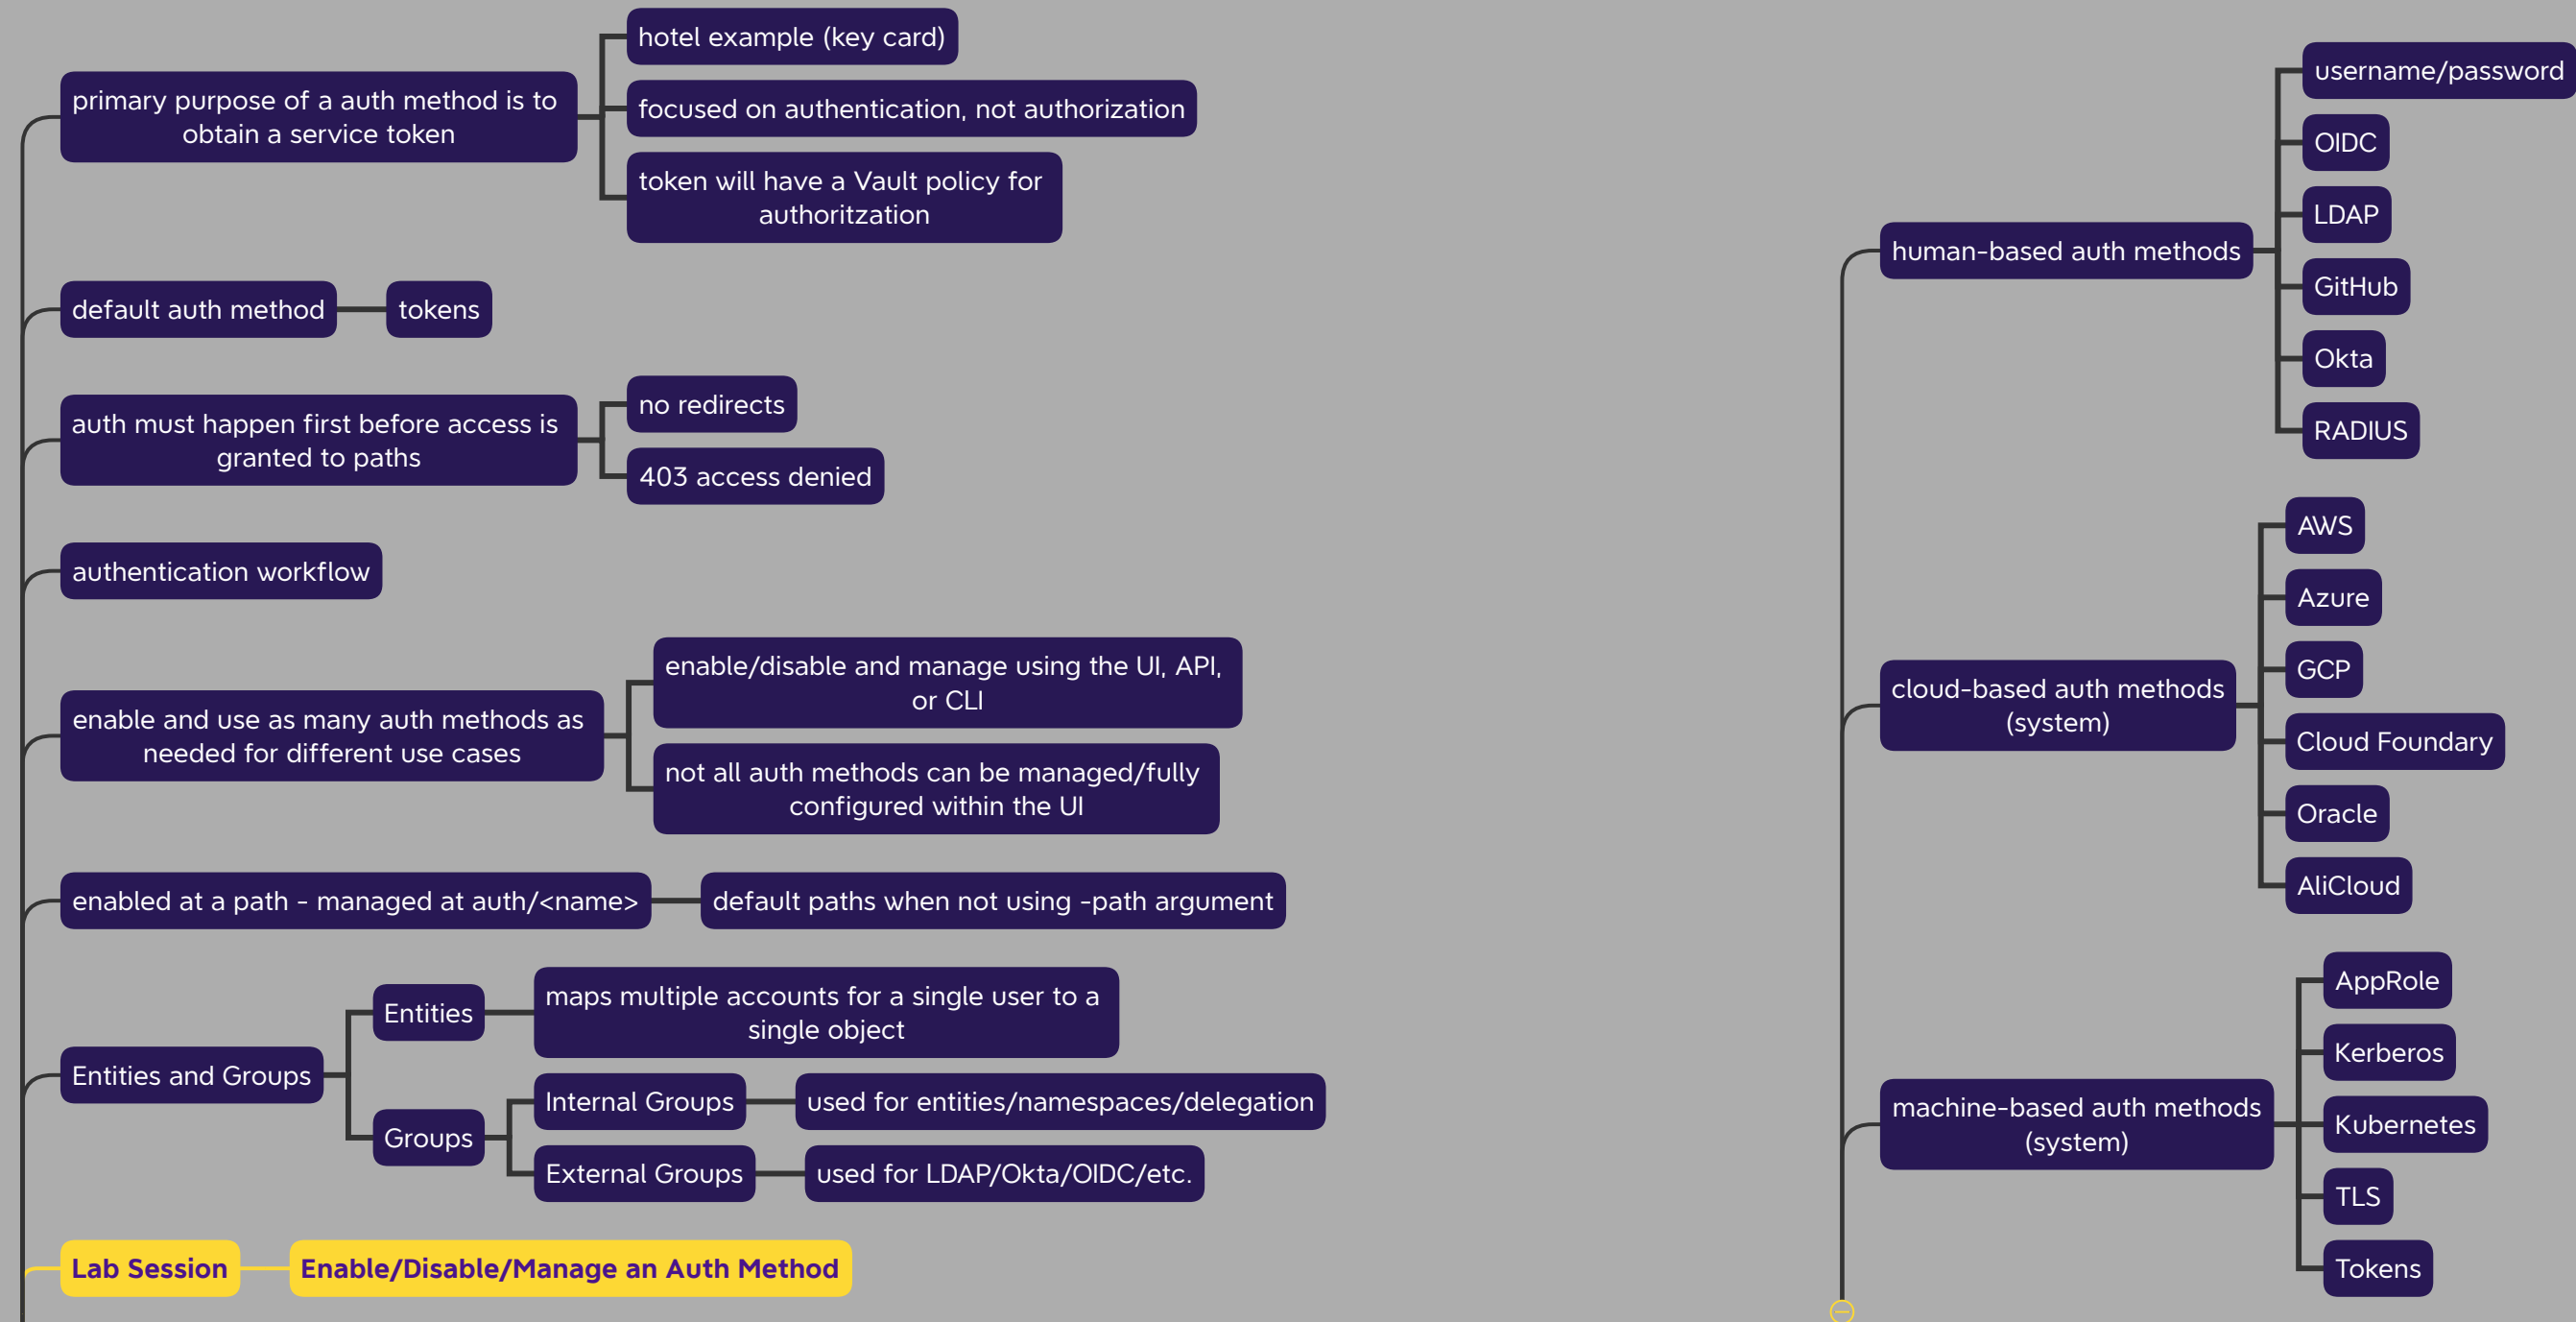 primary purpose of a auth method is to
obtain a service token
hotel example (key card)
focused on authentication, not authorization
token will have a Vault policy for
authoritzation
default auth method
tokens
auth must happen first before access is
granted to paths
no redirects
403 access denied
authentication workflow
enable and use as many auth methods as
needed for different use cases
enable/disable and manage using the UI, API,
or CLI
not all auth methods can be managed/fully
configured within the UI
enabled at a path - managed at auth/<name>
default paths when not using -path argument
Entities and Groups
Entities
maps multiple accounts for a single user to a
single object
Groups
Internal Groups
used for entities/namespaces/delegation
External Groups
used for LDAP/Okta/OIDC/etc.
Lab Session
Enable/Disable/Manage an Auth Method
human-based auth methods
username/password
OIDC
LDAP
GitHub
Okta
RADIUS
cloud-based auth methods
(system)
AWS
Azure
GCP
Cloud Foundary
Oracle
AliCloud
machine-based auth methods
(system)
AppRole
Kerberos
Kubernetes
TLS
Tokens